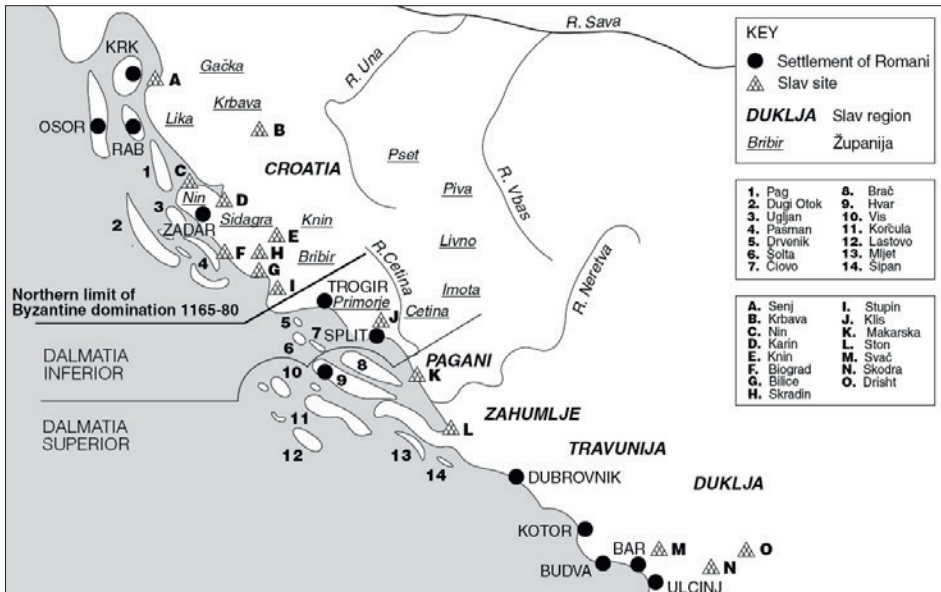 KRK
A
Gačka
Krbava
Lika
B
OSOR
RAB
CROATIA
R. Una
R. Sava
R. Vbas
Pset
Piva
Livno
1
C
Nin
D
3
2
ZADAR
Sidagra
Knin
E
4
F
H
Bribir
G
I
R.Cetina
R. Neretva
Northern limit of
Byzantine domination 1165-80
TROGIR
Primorje
Cetina
Imota
5
7
SPLIT
J
6
DALMATIA
INFERIOR
PAGANI
8
10
9
K
DALMATIA
SUPERIOR
11
ZAHUMLJE
L
12
13
14
TRAVUNIJA
DUBROVNIK
DUKLJA
KOTOR
BAR
M
O
BUDVA
N
ULCINJ
KEY
Settlement of Romani
Slav site
DUKLJA Slav region
Bribir Županija
1. Pag
2. Dugi Otok
3. Ugljan
4. Pašman
5. Drvenik
6. Šolta
7. Čiovo
8. Brač
9. Hvar
10. Vis
11. Korčula
12. Lastovo
13. Mljet
14. Šipan
A. Senj
B. Krbava
C. Nin
D. Karin
E. Knin
F. Biograd
G. Bilice
H. Skradin
I. Stupin
J. Klis
K. Makarska
L. Ston
M. Svač
N. Skodra
O. Drisht